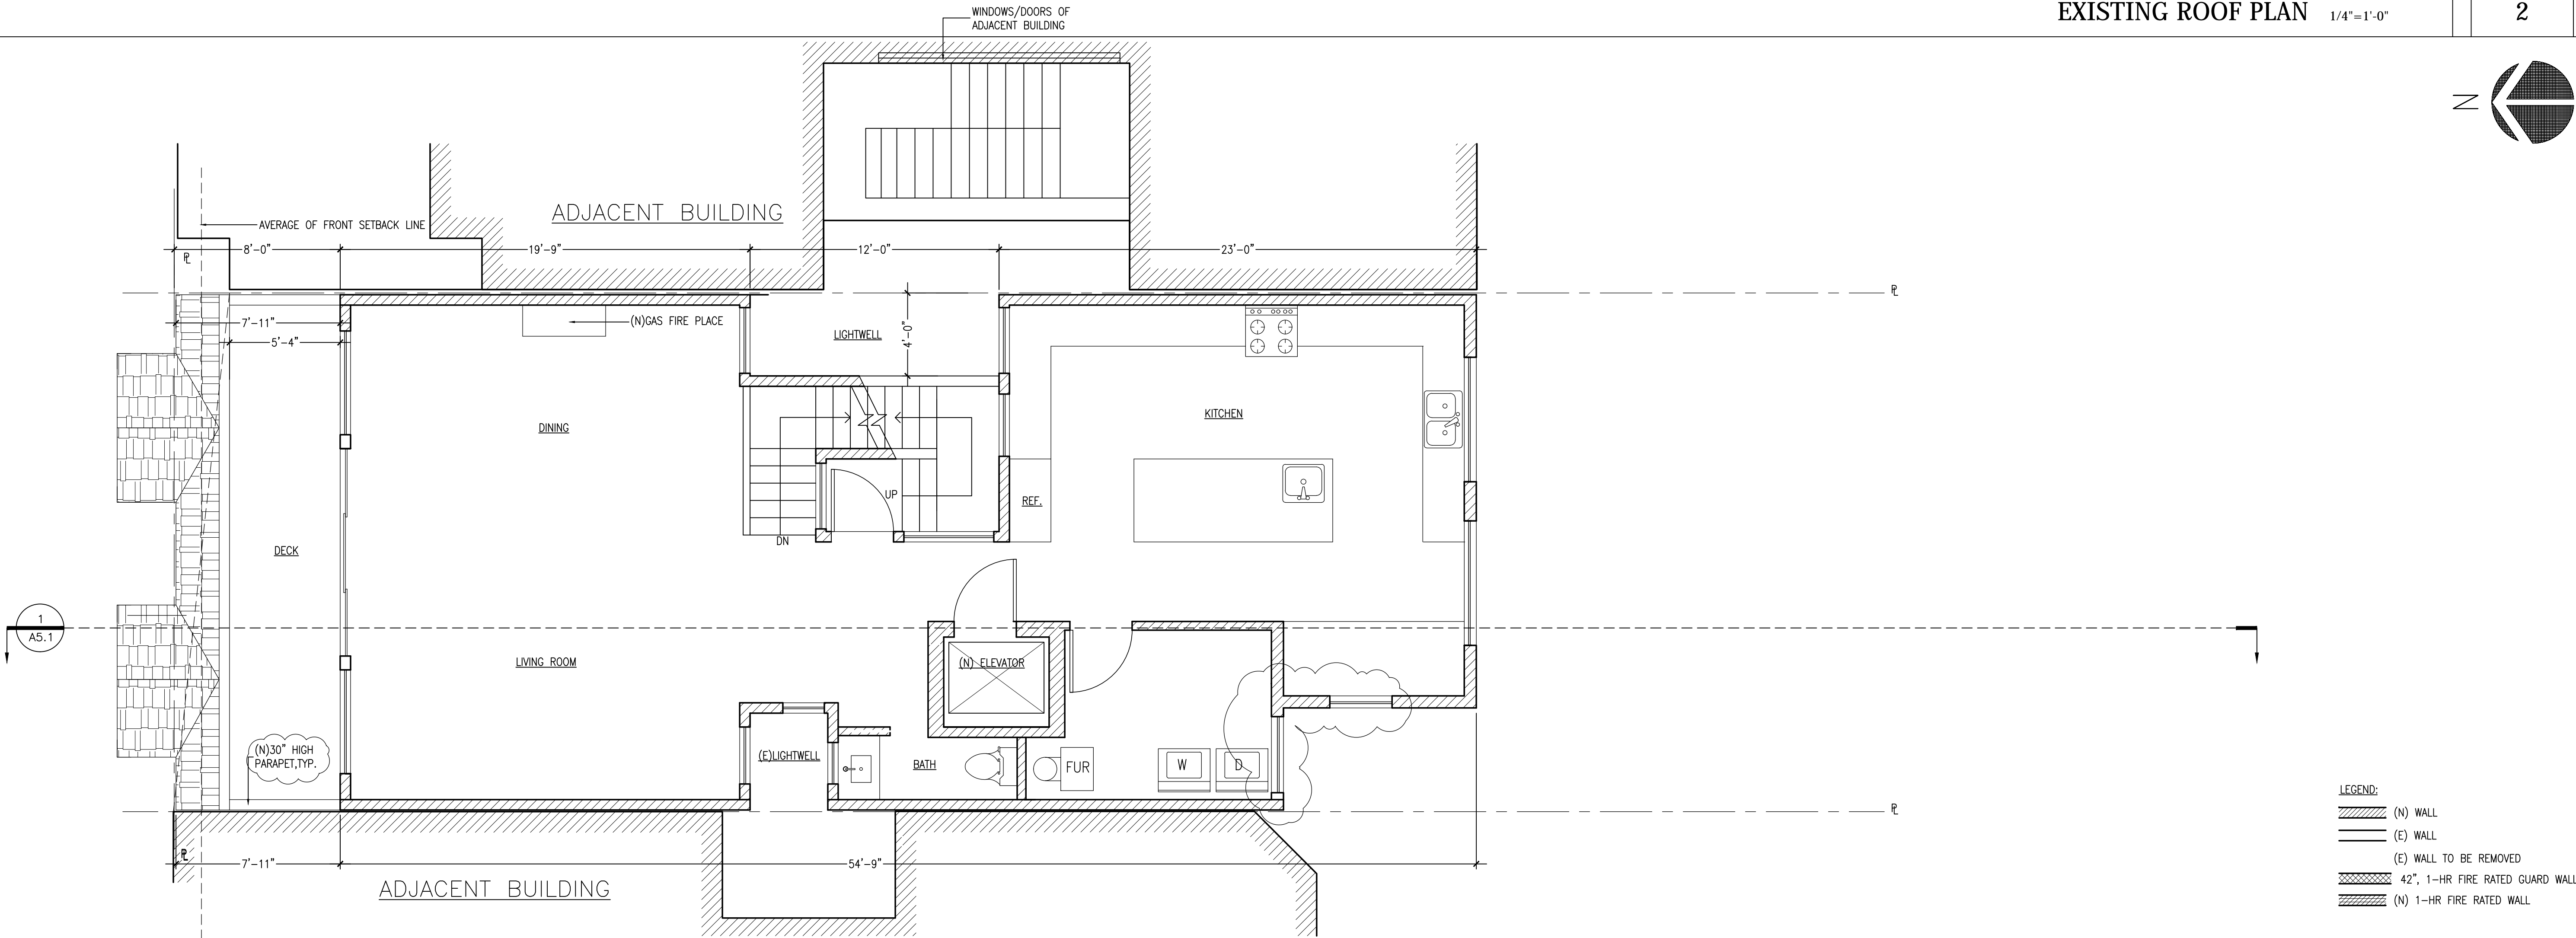 WINDOWS/DOORS OF
ADJACENT BUILDING
EXISTING ROOF PLAN 1/4"=1'-0"
2
N
ADJACENT BUILDING
AVERAGE OF FRONT SETBACK LINE
8'-0"
19'-9"
12'-0"
23'-0"
PL
PL
7'-11"
(N)GAS FIRE PLACE
5'-4"
LIGHTWELL
4'-0"
KITCHEN
DINING
UP
REF.
DN
DECK
1
A5.1
LIVING ROOM
(N) ELEVATOR
(N)30" HIGH
PARAPET,TYP.
(E)LIGHTWELL
BATH
FUR
W
D
PL
PL
7'-11"
54'-9"
ADJACENT BUILDING
LEGEND:
(N) WALL
(E) WALL
(E) WALL TO BE REMOVED
42", 1-HR FIRE RATED GUARD WALL
(N) 1-HR FIRE RATED WALL